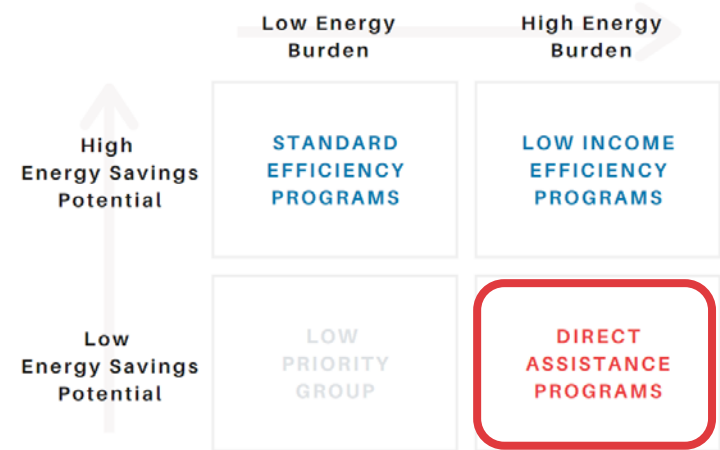 Low Energy
Burden
High Energy
Burden
High
Energy Savings
Potential
STANDARD
EFFICIENCY
PROGRAMS
LOW INCOME
EFFICIENCY
PROGRAMS
Low
Energy Savings
Potential
LOW
PRIORITY
GROUP
DIRECT
ASSISTANCE
PROGRAMS